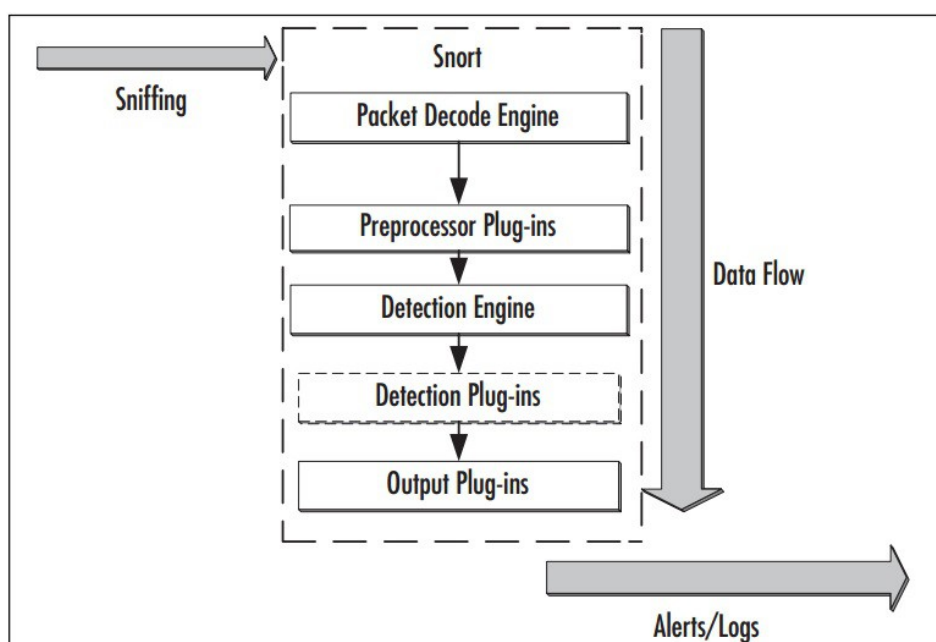 Snort
Sniffing
Packet Decode Engine
Preprocessor Plug-ins
Detection Engine
Detection Plug-ins
Output Plug-ins
Data Flow
Alerts/Logs